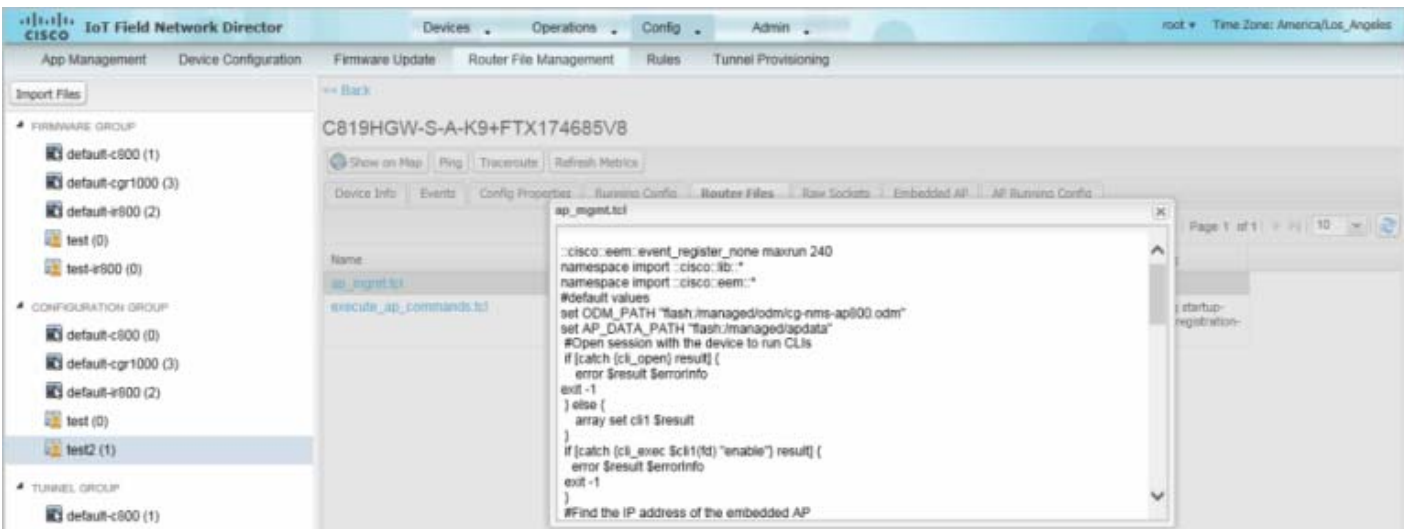 CISCO IoT Field Network Director
Devices Operations Config Admin
root Time Zone: America/Los_Angeles
App Management Device Configuration Firmware Update Router File Management Rules Tunnel Provisioning
Import Files
<< Back
FIRMWARE GROUP
default-c800 (1)
default-cgr1000 (3)
default-ir800 (2)
test (0)
test-ir800 (0)
CONFIGURATION GROUP
default-c800 (0)
default-cgr1000 (3)
default-ir800 (2)
test (0)
test2 (1)
TUNNEL GROUP
default-c800 (1)
C819HGW-S-A-K9+FTX174685V8
Show on Map Ping Traceroute Refresh Metrics
Device Info Events Config Properties Running Config Router Files Raw Sockets Embedded AP AP Running Config
Page 1 of 1 10
Name
ap_mgmt.tcl
execute_ap_commands.tcl
startup-
registration-
ap_mgmt.tcl
::cisco::eem::event_register_none maxrun 240
namespace import ::cisco::lib::*
namespace import ::cisco::eem::*
#default values
set ODM_PATH "flash:/managed/odm/cg-nms-ap800.odm"
set AP_DATA_PATH "flash:/managed/apdata"
#Open session with the device to run CLIs
if [catch {cli_open} result] {
error $result $errorInfo
exit -1
} else {
array set cli1 $result
}
if [catch {cli_exec $cli1(fd) "enable"} result] {
error $result $errorInfo
exit -1
}
#Find the IP address of the embedded AP